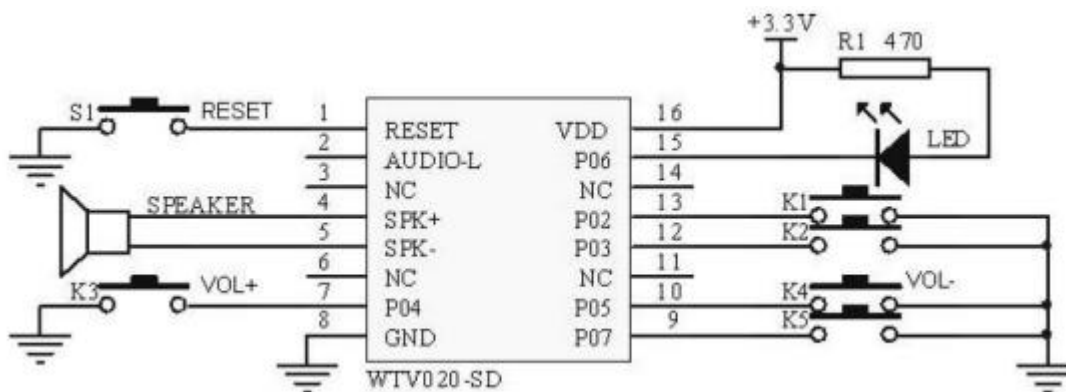 +3.3V
R1 470
S1 RESET
LED
1 RESET
2 AUDIO-L
3 NC
4 SPK+
5 SPK-
6 NC
7 P04
8 GND
16 VDD
15 P06
14 NC
13 P02
12 P03
11 NC
10 P05
9 P07
SPEAKER
K3 VOL+
K1
K2
K4 VOL-
K5
WTV020-SD